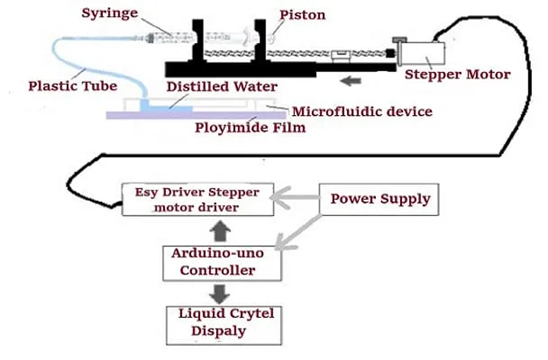 Syringe
Piston
Stepper Motor
Plastic Tube
Distilled Water
Microfluidic device
Ployimide Film
Esy Driver Stepper
motor driver
Power Supply
Arduino-uno
Controller
Liquid Crytel
Dispaly